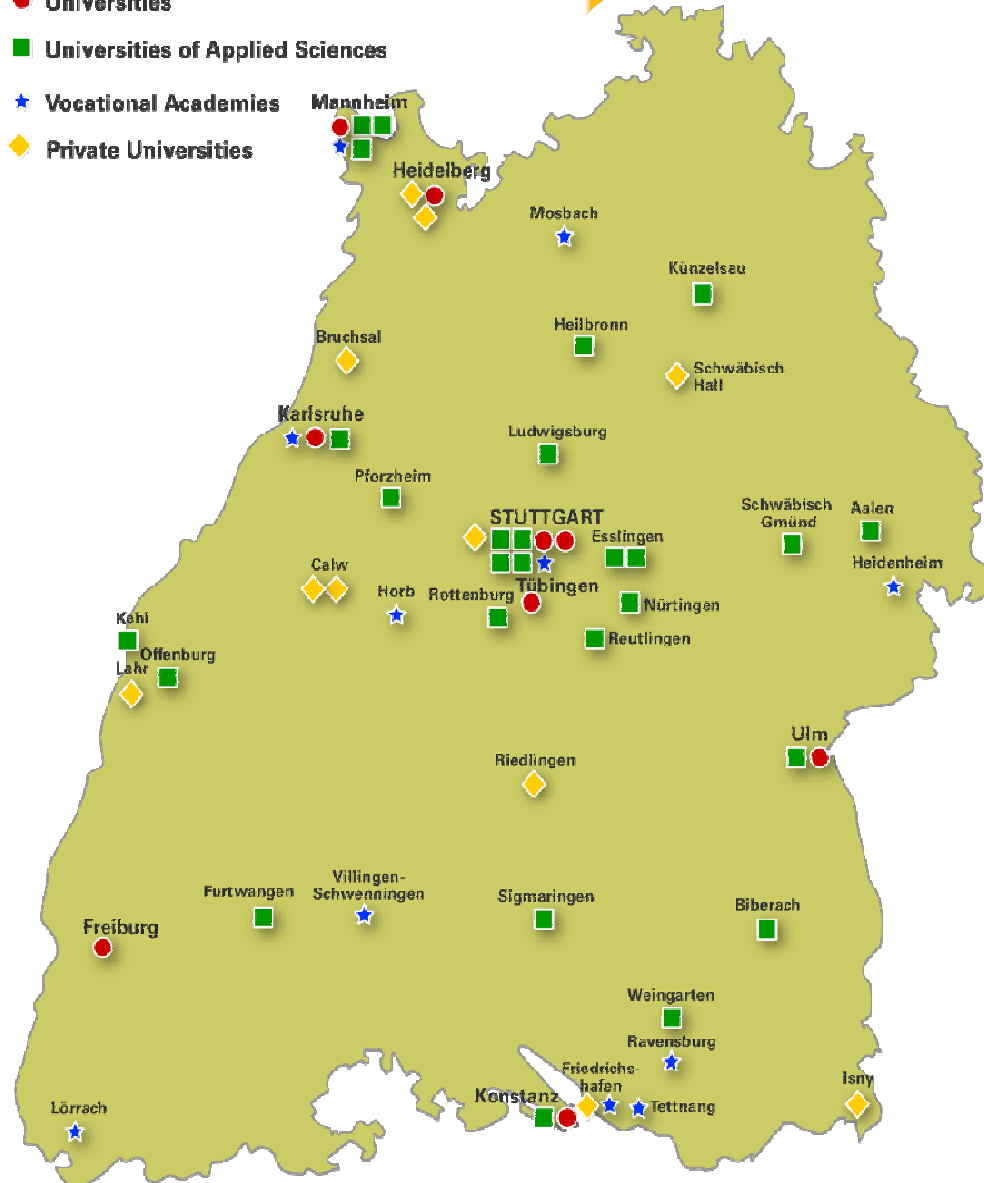 Universities
Universities of Applied Sciences
Vocational Academies
Private Universities
Mannheim
Heidelberg
Mosbach
Künzelsau
Heilbronn
Bruchsal
Schwäbisch
Hall
Karlsruhe
Ludwigsburg
Pforzheim
Schwäbisch
Gmünd
Aalen
STUTTGART
Esslingen
Heidenheim
Calw
Horb
Rottenburg
Tübingen
Nürtingen
Kehl
Reutlingen
Offenburg
Lahr
Ulm
Riedlingen
Villingen-
Schwenningen
Furtwangen
Sigmaringen
Biberach
Freiburg
Weingarten
Ravensburg
Friedrichs-
hafen
Isny
Konstanz
Tettnang
Lörrach